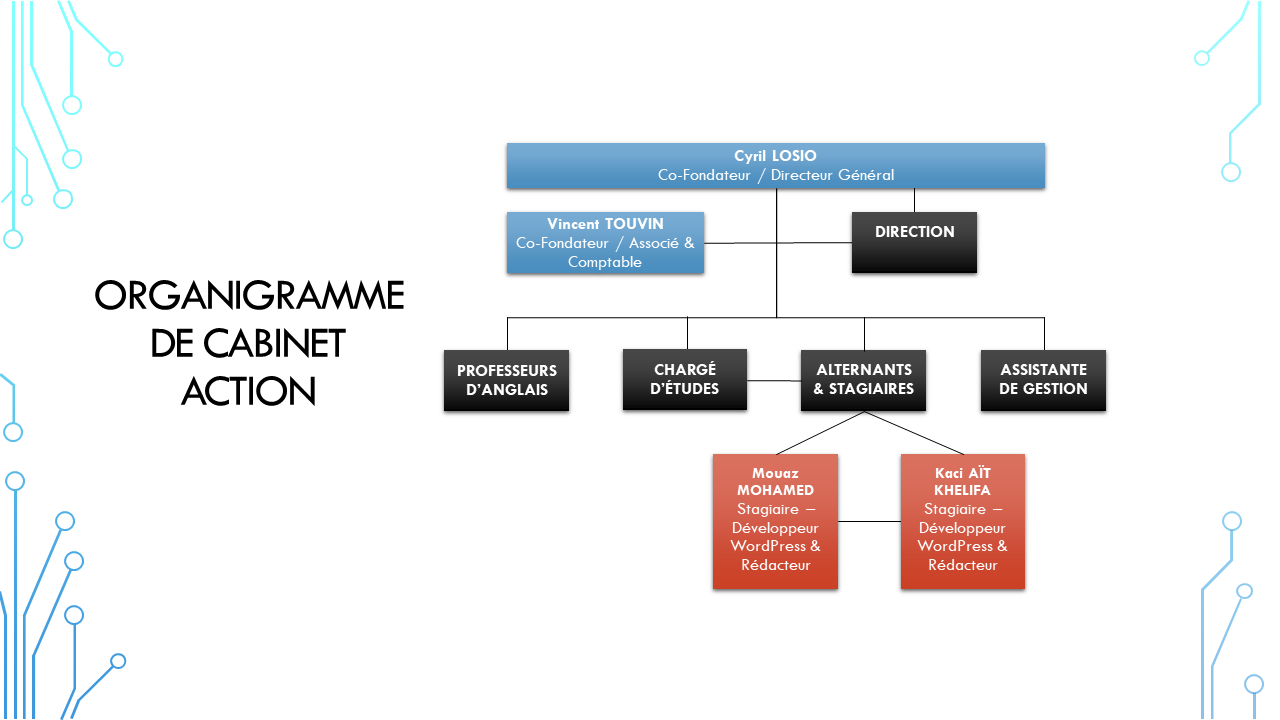 ORGANIGRAMME
DE CABINET
ACTION
Cyril LOSIO
Co-Fondateur / Directeur Général
Vincent TOUVIN
Co-Fondateur / Associé &
Comptable
DIRECTION
PROFESSEURS
D’ANGLAIS
CHARGÉ
D’ÉTUDES
ALTERNANTS
& STAGIAIRES
ASSISTANTE
DE GESTION
Mouaz
MOHAMED
Stagiaire –
Développeur
WordPress &
Rédacteur
Kaci AÏT
KHELIFA
Stagiaire –
Développeur
WordPress &
Rédacteur